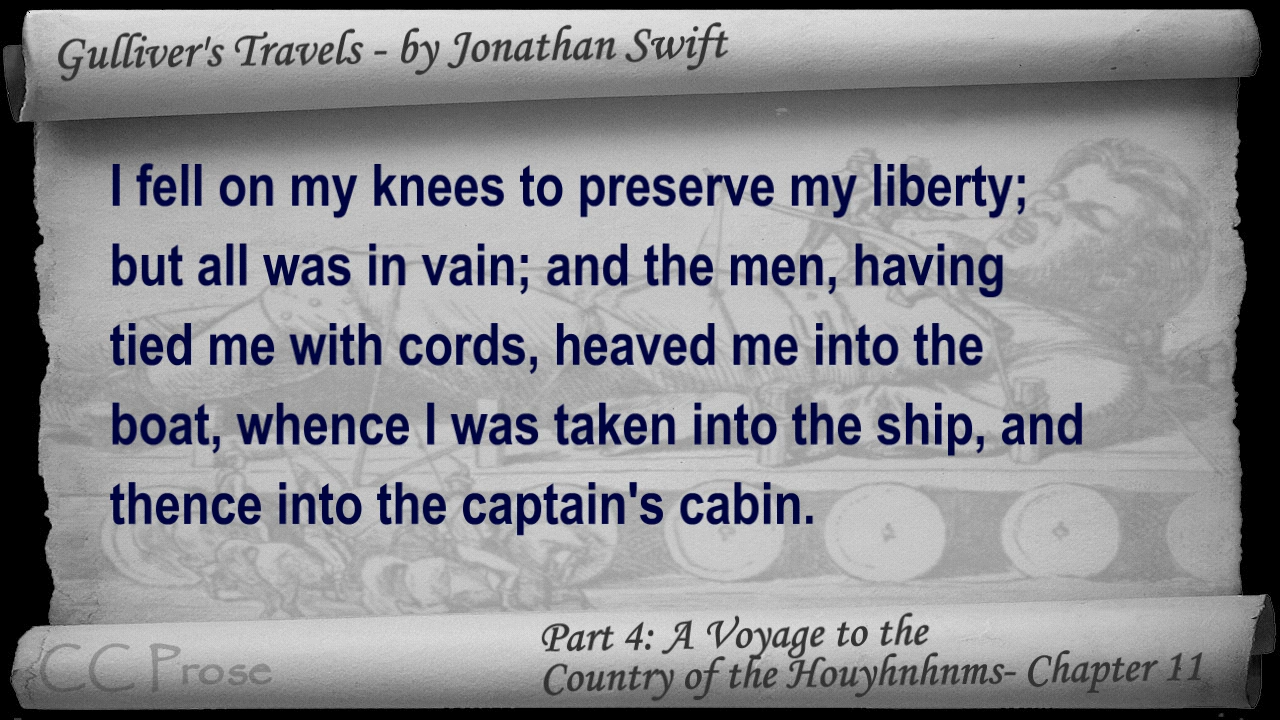 Gulliver's Travels - by Jonathan Swift
I fell on my knees to preserve my liberty;
but all was in vain; and the men, having
tied me with cords, heaved me into the
boat, whence I was taken into the ship, and
thence into the captain's cabin.
CC Prose
Part 4: A Voyage to the
Country of the Houyhnhnms- Chapter 11